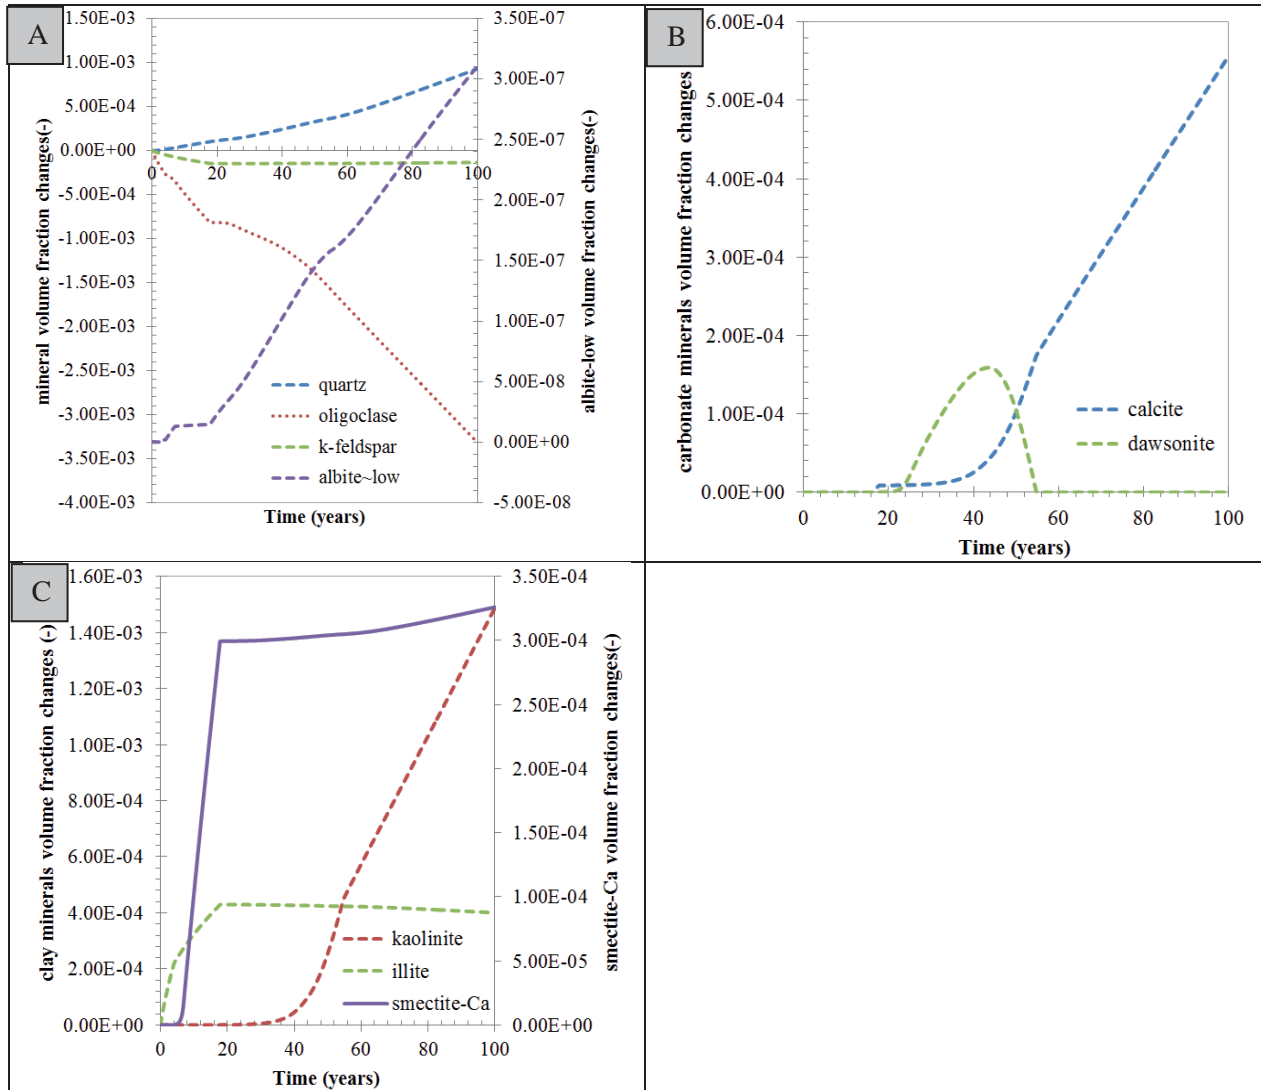 A
1.50E-03
1.00E-03
5.00E-04
0.00E+00
-5.00E-04
-1.00E-03
-1.50E-03
-2.00E-03
-2.50E-03
-3.00E-03
-3.50E-03
-4.00E-03
mineral volume fraction changes(-)
0
20
40
60
80
100
3.50E-07
3.00E-07
2.50E-07
2.00E-07
1.50E-07
1.00E-07
5.00E-08
0.00E+00
-5.00E-08
albite-low volume fraction changes(-)
quartz
oligoclase
k-feldspar
albite~low
Time (years)
B
6.00E-04
5.00E-04
4.00E-04
3.00E-04
2.00E-04
1.00E-04
0.00E+00
carbonate minerals volume fraction changes
calcite
dawsonite
0
20
40
60
80
100
Time (years)
C
1.60E-03
1.40E-03
1.20E-03
1.00E-03
8.00E-04
6.00E-04
4.00E-04
2.00E-04
0.00E+00
clay minerals volume fraction changes (-)
3.50E-04
3.00E-04
2.50E-04
2.00E-04
1.50E-04
1.00E-04
5.00E-05
0.00E+00
smectite-Ca volume fraction changes(-)
kaolinite
illite
smectite-Ca
0
20
40
60
80
100
Time (years)